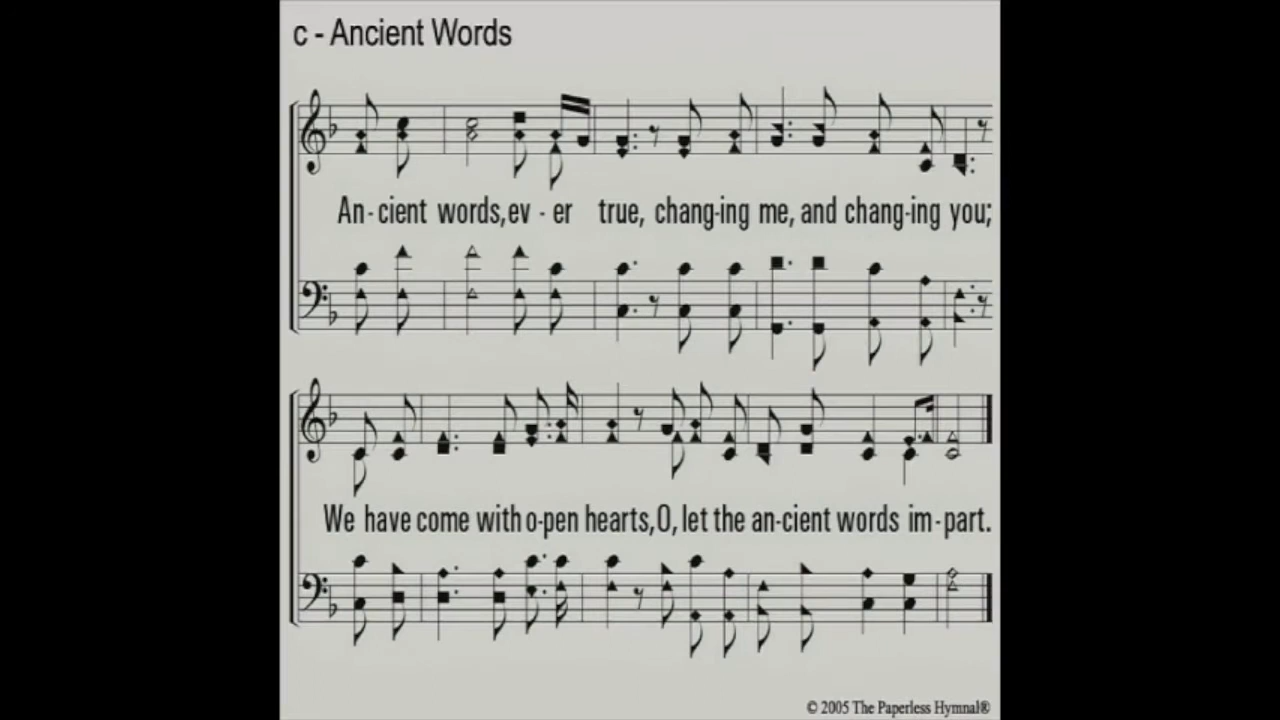 c - Ancient Words
An - cient words, ev - er true, chang-ing me, and chang-ing you;
We have come with o-pen hearts, O, let the an-cient words im - part.
© 2005 The Paperless Hymnal®